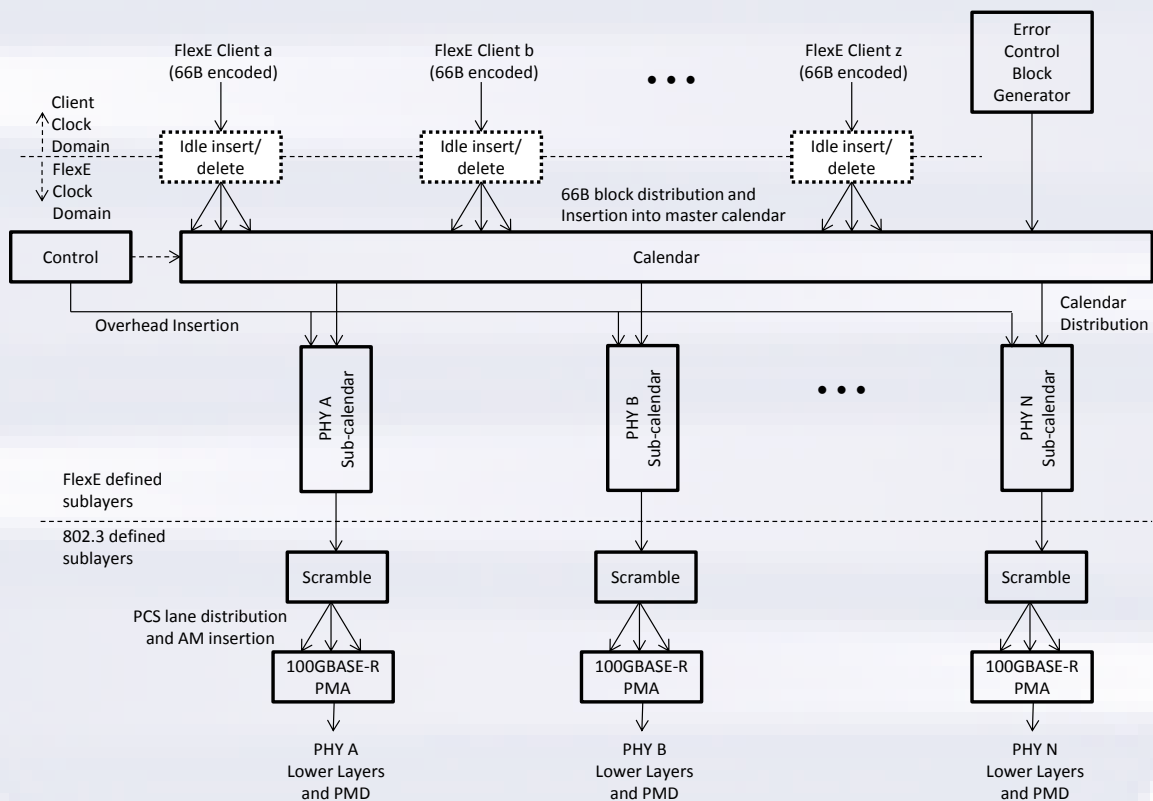 FlexE Client a
(66B encoded)
FlexE Client b
(66B encoded)
• • •
FlexE Client z
(66B encoded)
Error
Control
Block
Generator
Client
Clock
Domain
FlexE
Clock
Domain
Idle insert/
delete
Idle insert/
delete
Idle insert/
delete
66B block distribution and
Insertion into master calendar
Control
Calendar
Overhead Insertion
Calendar
Distribution
PHY A
Sub-calendar
PHY B
Sub-calendar
• • •
PHY N
Sub-calendar
FlexE defined
sublayers
802.3 defined
sublayers
Scramble
Scramble
Scramble
PCS lane distribution
and AM insertion
100GBASE-R
PMA
100GBASE-R
PMA
100GBASE-R
PMA
PHY A
Lower Layers
and PMD
PHY B
Lower Layers
and PMD
PHY N
Lower Layers
and PMD